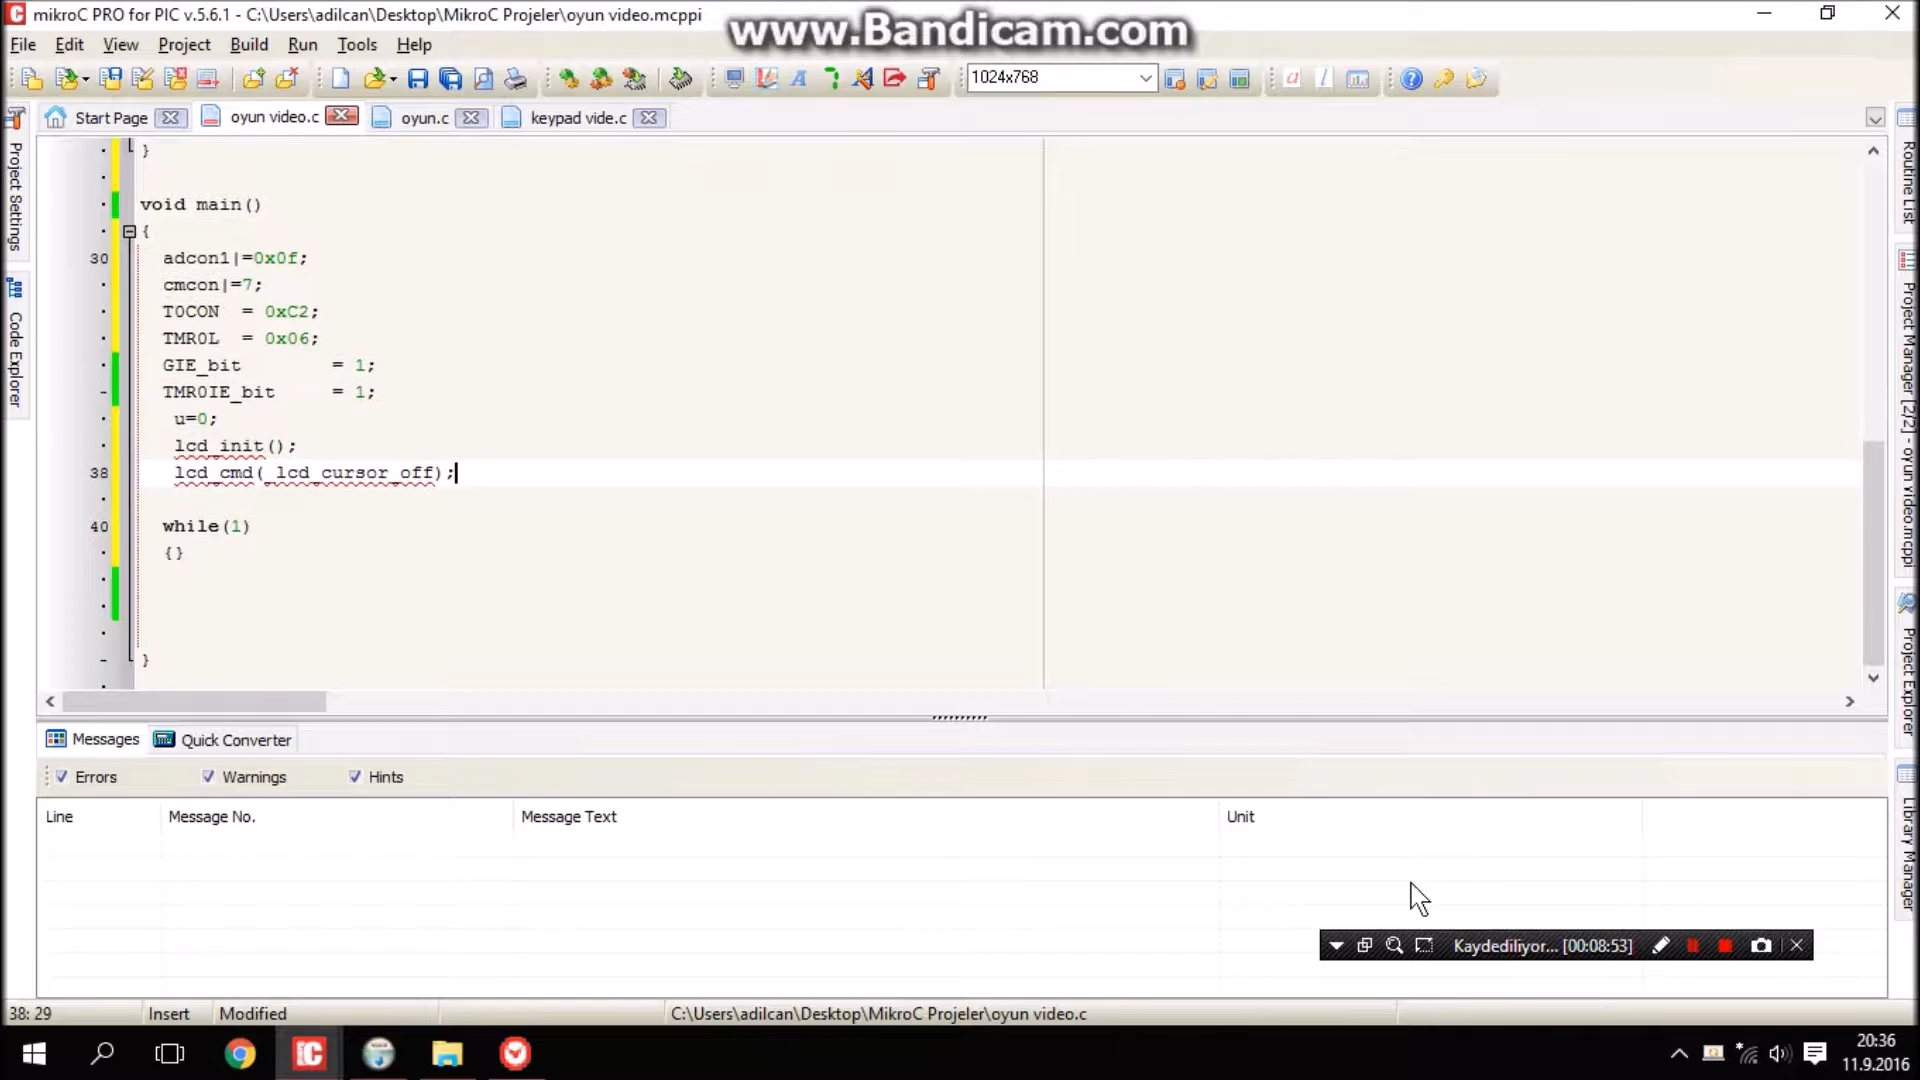 mikroC PRO for PIC v.5.6.1 - C:\Users\adilcan\Desktop\MikroC Projeler\oyun video.mcppi
www.Bandicam.com
File Edit View Project Build Run Tools Help
1024x768
Start Page oyun video.c oyun.c keypad vide.c
Project Settings
Code Explorer
}
void main()
{
30 adcon1|=0x0f;
cmcon|=7;
T0CON = 0xC2;
TMR0L = 0x06;
GIE_bit = 1;
TMR0IE_bit = 1;
u=0;
lcd_init();
38 lcd_cmd(_lcd_cursor_off);
40 while(1)
{}
}
Routine List
Project Manager [2/2] - oyun video.mcppi
Project Explorer
Library Manager
Messages Quick Converter
Errors Warnings Hints
Line Message No. Message Text Unit
Kaydediliyor... [00:08:53]
38: 29 Insert Modified C:\Users\adilcan\Desktop\MikroC Projeler\oyun video.c
20:36
11.9.2016